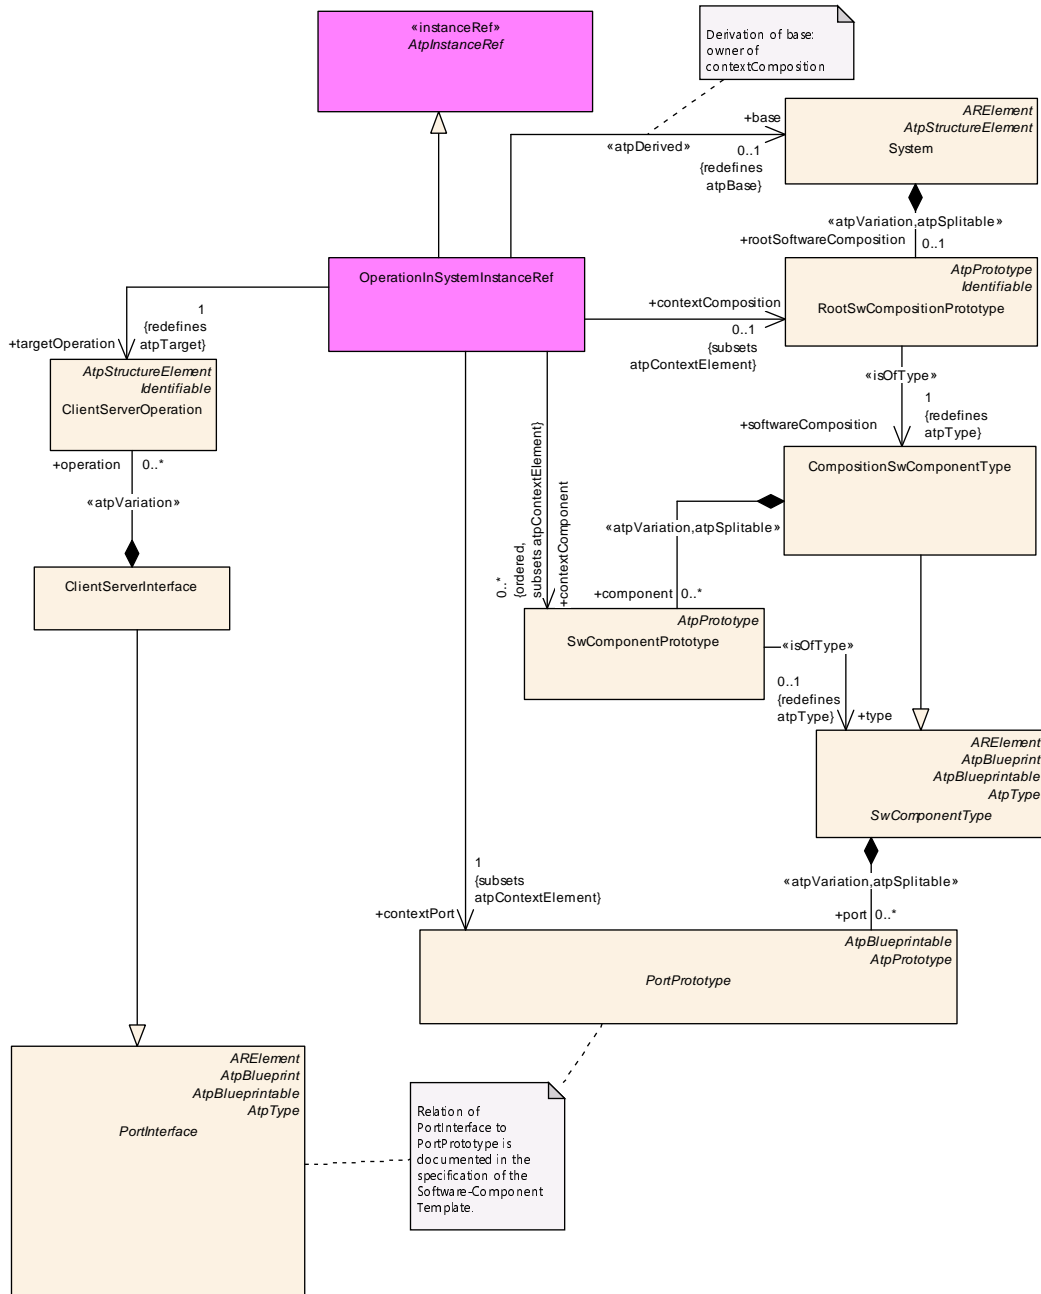 «instanceRef»
AtpInstanceRef
Derivation of base:
owner of
contextComposition
+base
«atpDerived»
0..1
{redefines
atpBase}
ARElement
AtpStructureElement
System
«atpVariation,atpSplitable»
+rootSoftwareComposition
0..1
OperationInSystemInstanceRef
AtpPrototype
Identifiable
RootSwCompositionPrototype
+contextComposition
0..1
{subsets
atpContextElement}
1
{redefines
atpTarget}
+targetOperation
AtpStructureElement
Identifiable
ClientServerOperation
«isOfType»
1
{redefines
atpType}
+softwareComposition
+operation
0..*
«atpVariation»
ClientServerInterface
CompositionSwComponentType
«atpVariation,atpSplitable»
0..*
{ordered,
subsets atpContextElement}
+contextComponent
+component
0..*
AtpPrototype
SwComponentPrototype
«isOfType»
0..1
{redefines
atpType}
+type
ARElement
AtpBlueprint
AtpBlueprintable
AtpType
SwComponentType
«atpVariation,atpSplitable»
+port
0..*
1
{subsets
atpContextElement}
+contextPort
AtpBlueprintable
AtpPrototype
PortPrototype
ARElement
AtpBlueprint
AtpBlueprintable
AtpType
PortInterface
Relation of
PortInterface to
PortPrototype is
documented in the
specification of the
Software-Component
Template.